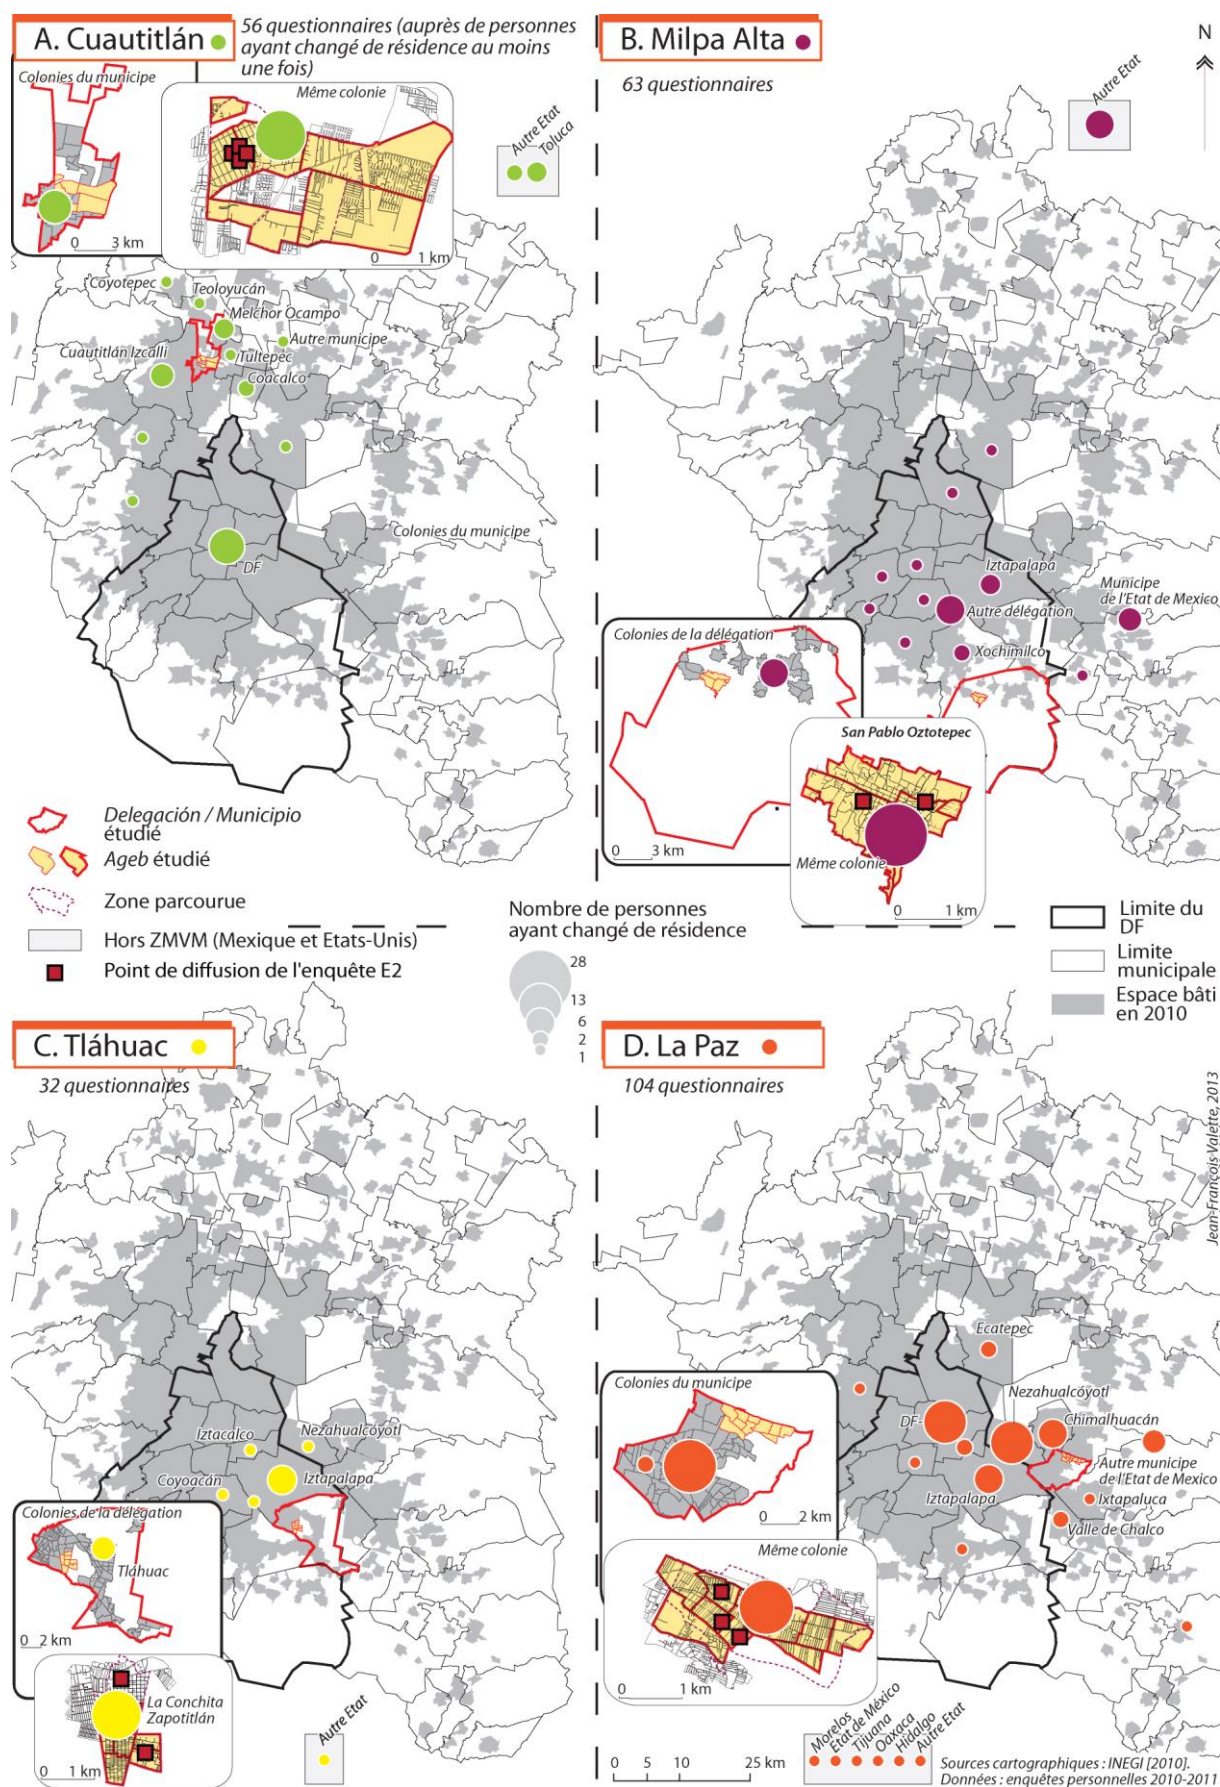 A. Cuautitlán
56 questionnaires (auprès de personnes
ayant changé de résidence au moins
une fois)
Colonies du municipe
0 3 km
Même colonie
0 1 km
Autre Etat
Toluca
Coyotepec
Teoloyucán
Melchor Ocampo
Autre municipe
Cuautitlán Izcalli
Tultepec
Coacalco
Colonies du municipe
DF
B. Milpa Alta
63 questionnaires
N
Autre Etat
Iztapalapa
Municipe
de l'Etat de Mexico
Autre délégation
Xochimilco
Colonies de la délégation
0 3 km
San Pablo Oztotepec
Même colonie
0 1 km
Delegación / Municipio
étudié
Ageb étudié
Zone parcourue
Hors ZMVM (Mexique et Etats-Unis)
Point de diffusion de l'enquête E2
Nombre de personnes
ayant changé de résidence
28
13
6
2
1
Limite du
DF
Limite
municipale
Espace bâti
en 2010
C. Tláhuac
32 questionnaires
Iztacalco
Nezahualcóyotl
Coyoacán
Iztapalapa
Colonies de la délégation
Tláhuac
0 2 km
La Conchita
Zapotitlán
0 1 km
Autre Etat
D. La Paz
104 questionnaires
Jean-François Valette, 2013
Ecatepec
Nezahualcóyotl
Colonies du municipe
DF
Chimalhuacán
Autre municipe
de l'Etat de Mexico
Iztapalapa
Ixtapaluca
0 2 km
Valle de Chalco
Même colonie
0 1 km
Morelos
Etat de México
Tijuana
Oaxaca
Hidalgo
Autre Etat
0 5 10 25 km
Sources cartographiques : INEGI [2010].
Données : enquêtes personnelles 2010-2011